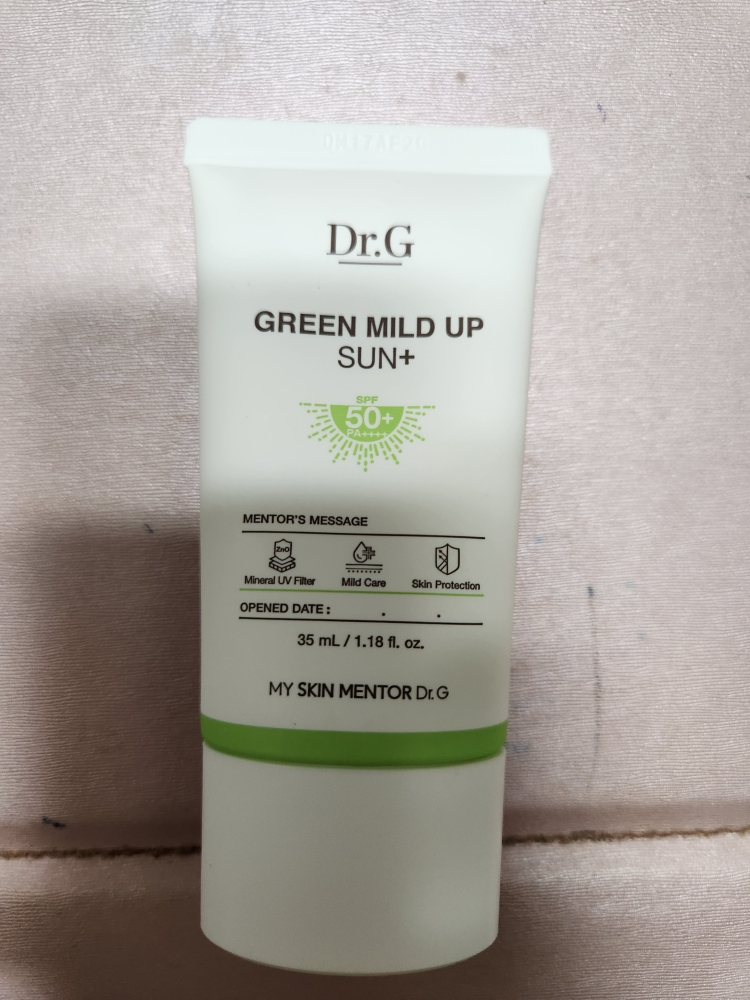 Dr.G
GREEN MILD UP
SUN+
SPF
50+
PA++++
MENTOR'S MESSAGE
ZnO
Mineral UV Filter Mild Care Skin Protection
OPENED DATE : . .
35 mL / 1.18 fl. oz.
MY SKIN MENTOR Dr.G